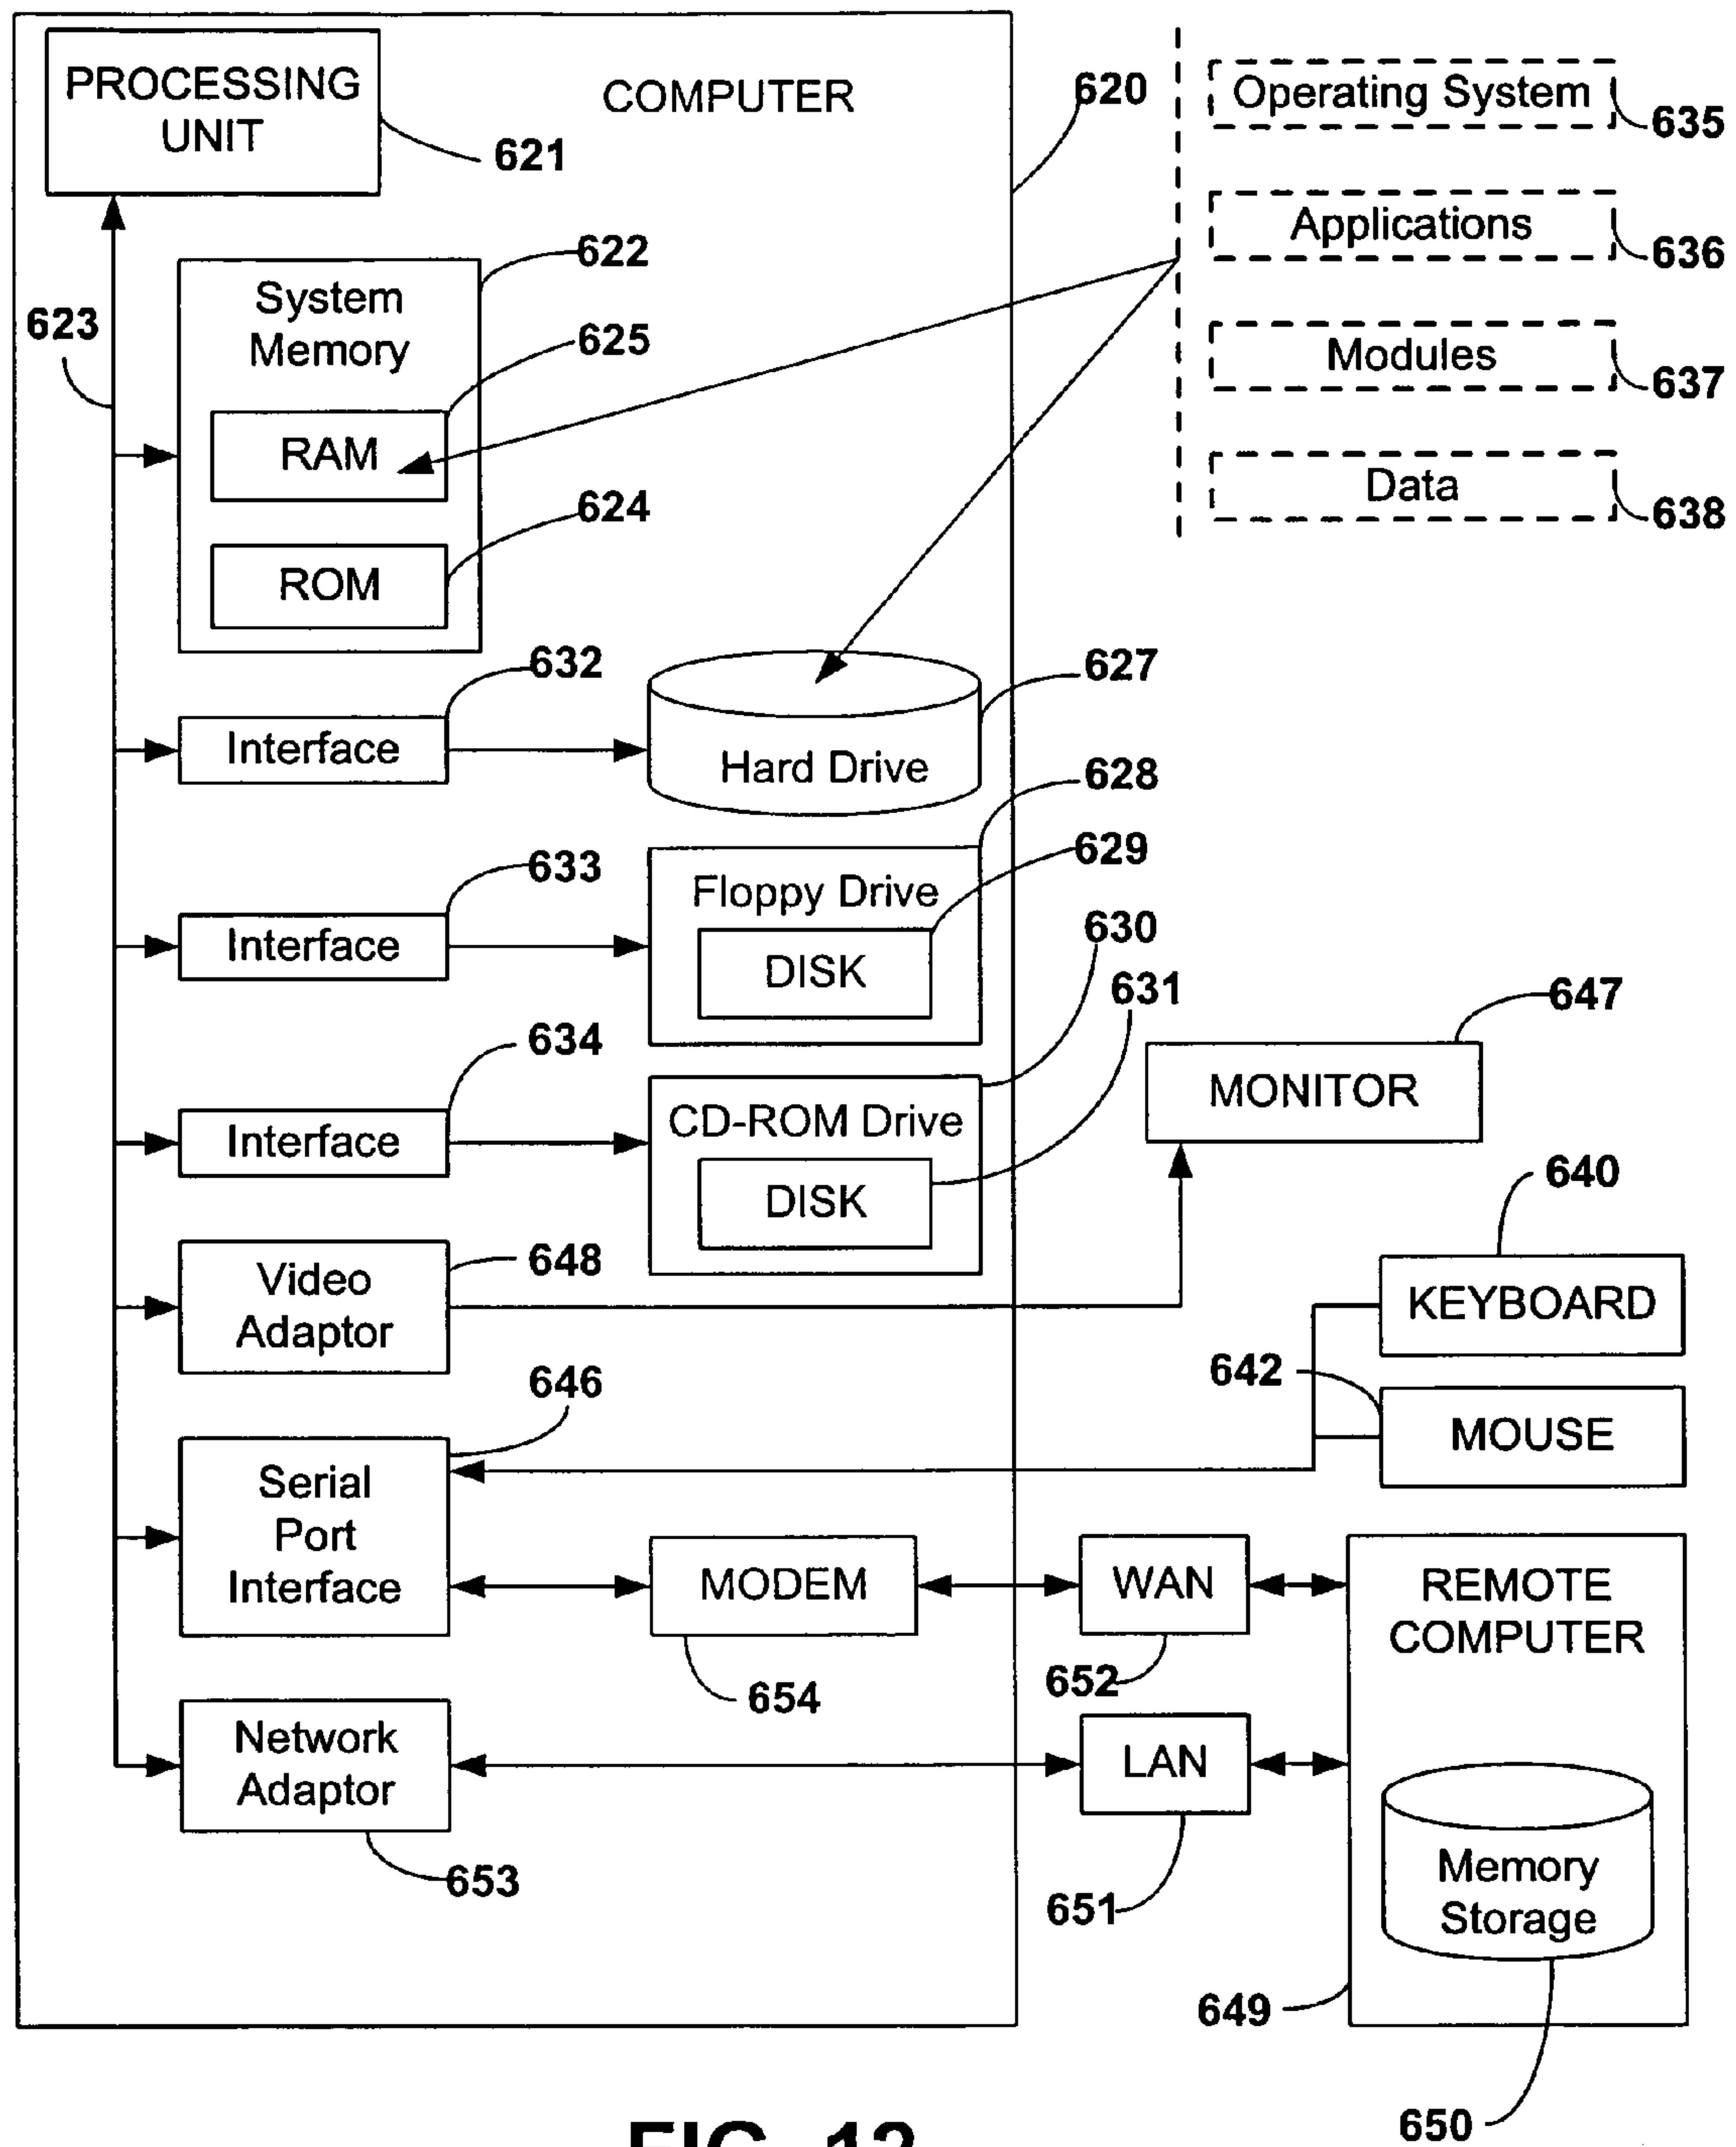 PROCESSING
UNIT
621
COMPUTER
620
Operating System
635
Applications
636
Modules
637
Data
638
623
622
System
Memory
625
RAM
624
ROM
632
Interface
627
Hard Drive
628
633
Interface
629
Floppy Drive
DISK
630
631
634
Interface
CD-ROM Drive
DISK
647
MONITOR
640
KEYBOARD
648
Video
Adaptor
642
MOUSE
646
Serial
Port
Interface
MODEM
654
WAN
652
REMOTE
COMPUTER
Network
Adaptor
653
LAN
651
Memory
Storage
649
650
FIG. 12